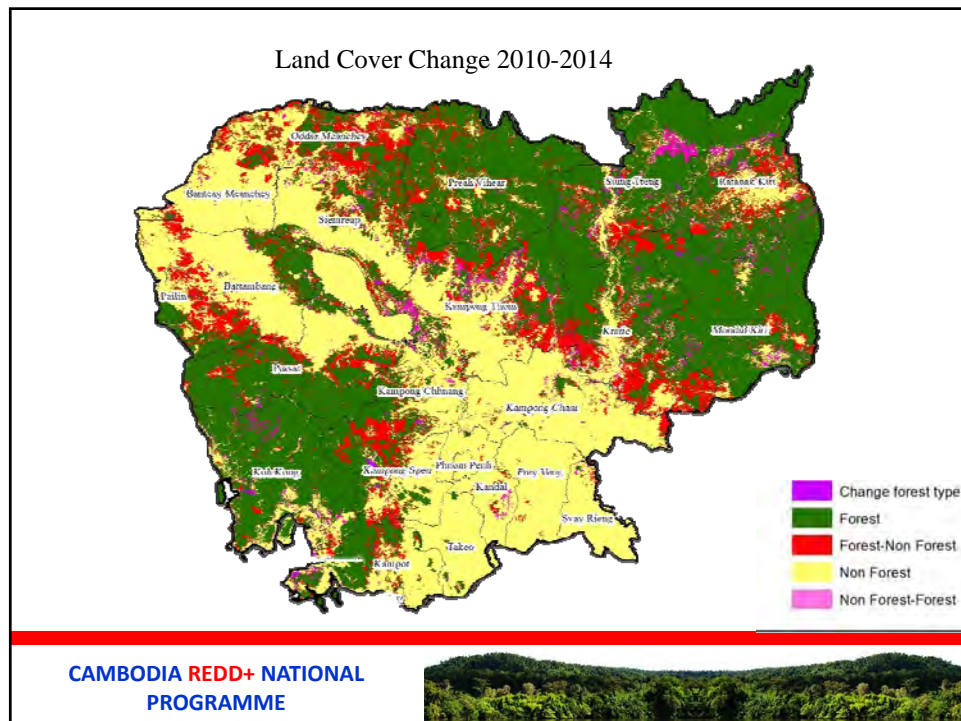 Land Cover Change 2010-2014
Oddar Meanchey
Preah Vihear
Stung Treng
Ratanak Kiri
Banteay Meanchey
Siemreap
Battambang
Pailin
Kampong Thom
Kratie
Mondul Kiri
Pursat
Kampong Chhnang
Kampong Cham
Koh Kong
Kampong Speu
Phnom Penh
Prey Veng
Kandal
Svay Rieng
Takeo
Kampot
Change forest type
Forest
Forest-Non Forest
Non Forest
Non Forest-Forest
CAMBODIA REDD+ NATIONAL
PROGRAMME